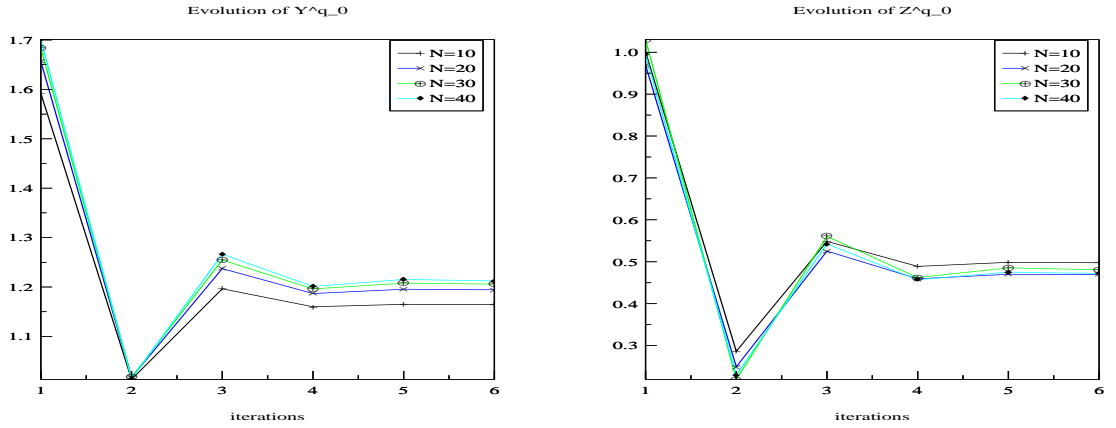 Evolution of Y^q_0
1.7
1.6
1.5
1.4
1.3
1.2
1.1
1 2 3 4 5 6
iterations
N=10
N=20
N=30
N=40
Evolution of Z^q_0
1.0
0.9
0.8
0.7
0.6
0.5
0.4
0.3
1 2 3 4 5 6
iterations
N=10
N=20
N=30
N=40